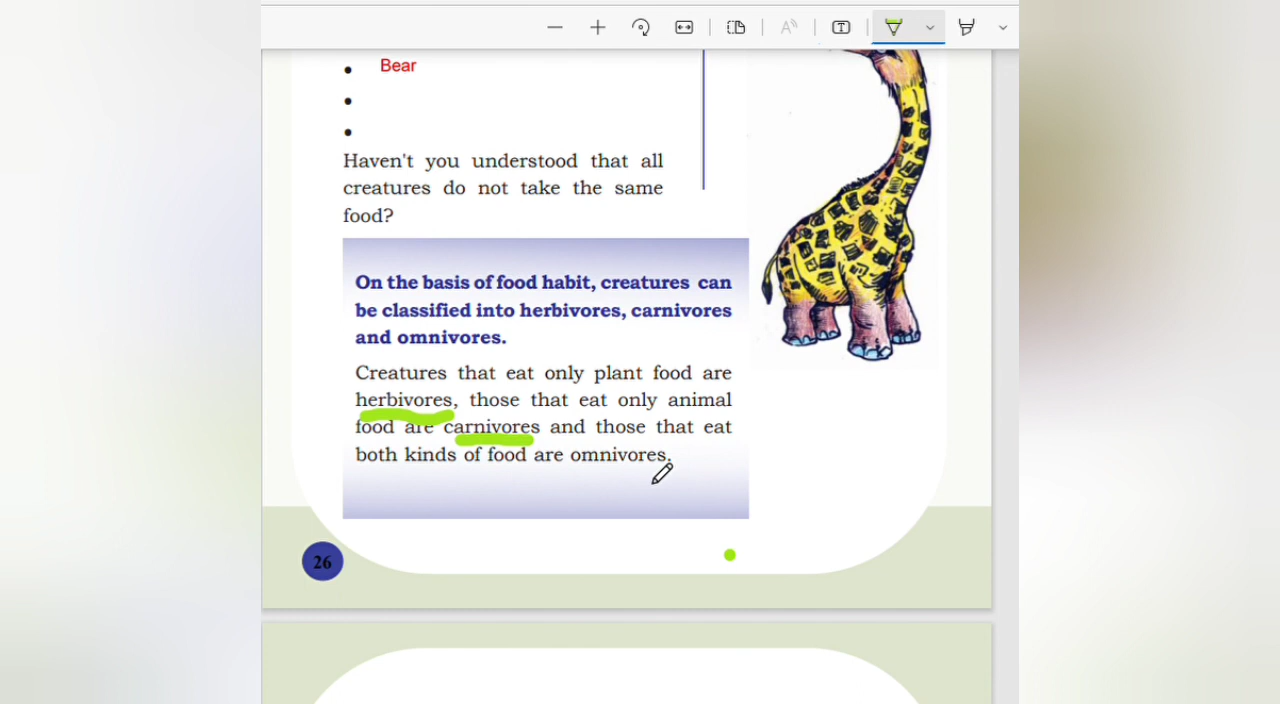 Bear
Haven't you understood that all
creatures do not take the same
food?
On the basis of food habit, creatures can
be classified into herbivores, carnivores
and omnivores.
Creatures that eat only plant food are
herbivores, those that eat only animal
food are carnivores and those that eat
both kinds of food are omnivores.
26